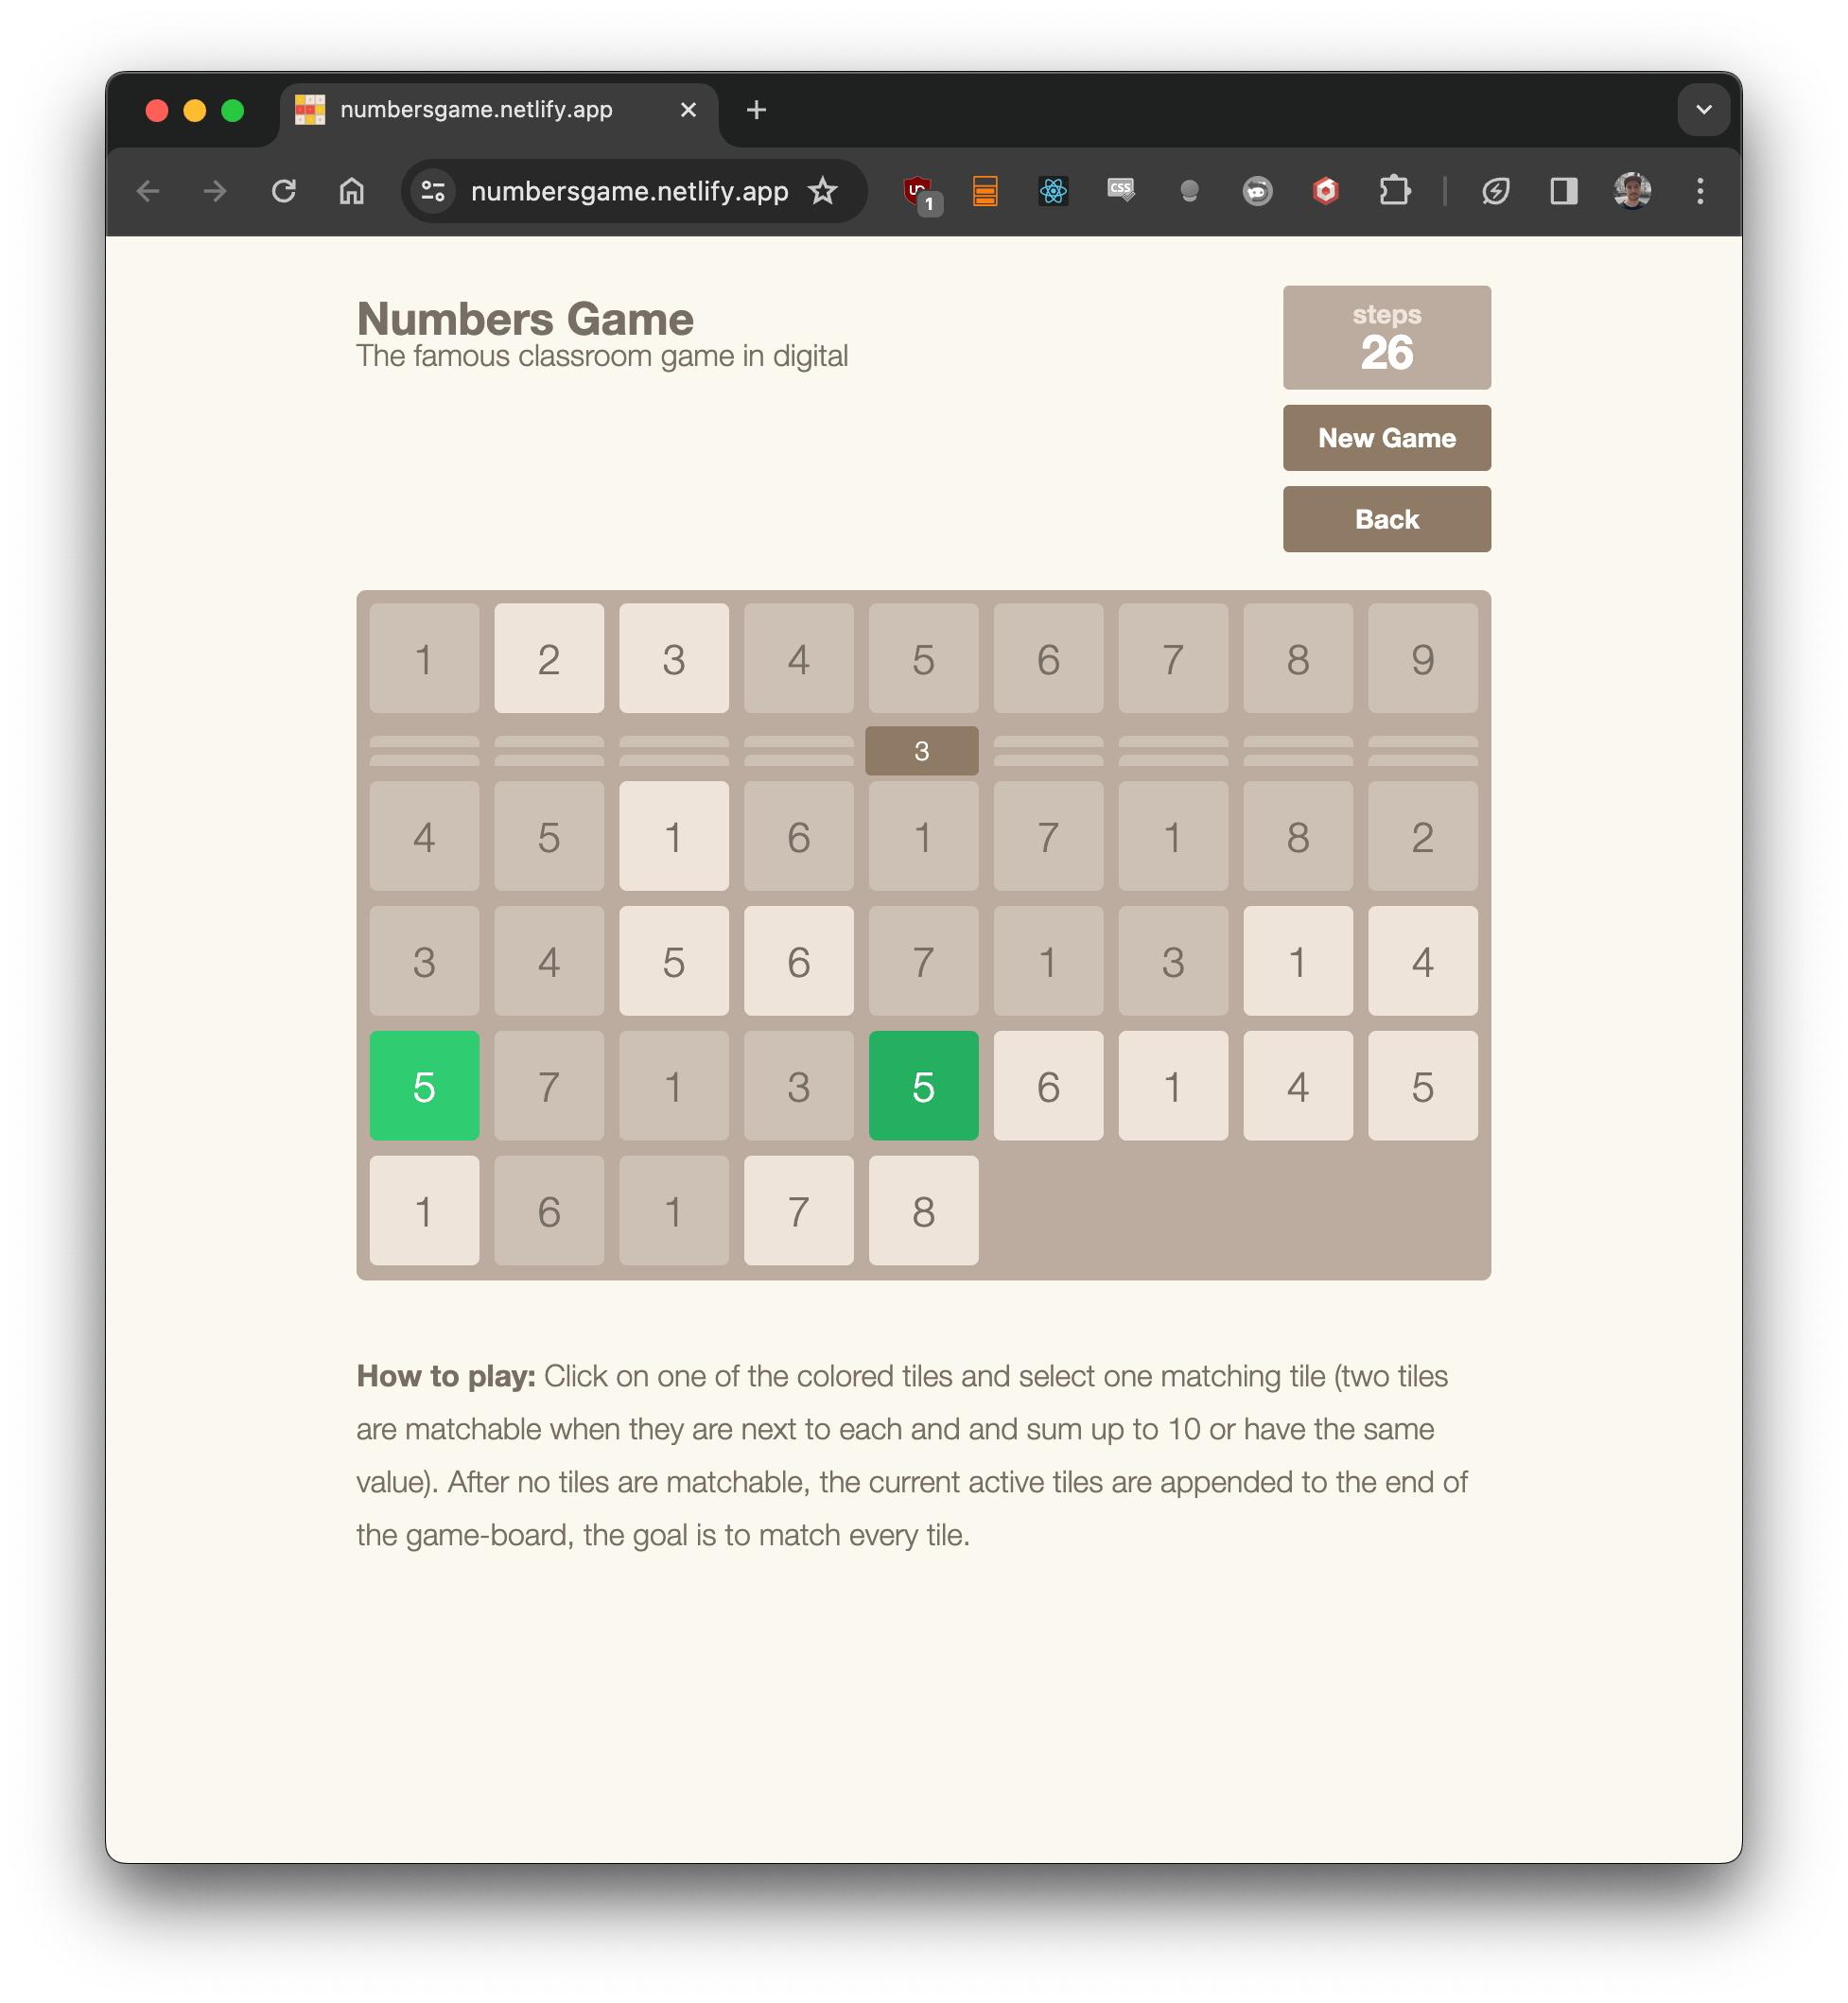 numbersgame.netlify.app
numbersgame.netlify.app
UD
1
CSS
Numbers Game
The famous classroom game in digital
steps
26
New Game
Back
1 2 3 4 5 6 7 8 9
3
4 5 1 6 1 7 1 8 2
3 4 5 6 7 1 3 1 4
5 7 1 3 5 6 1 4 5
1 6 1 7 8
How to play: Click on one of the colored tiles and select one matching tile (two tiles
are matchable when they are next to each and and sum up to 10 or have the same
value). After no tiles are matchable, the current active tiles are appended to the end of
the game-board, the goal is to match every tile.